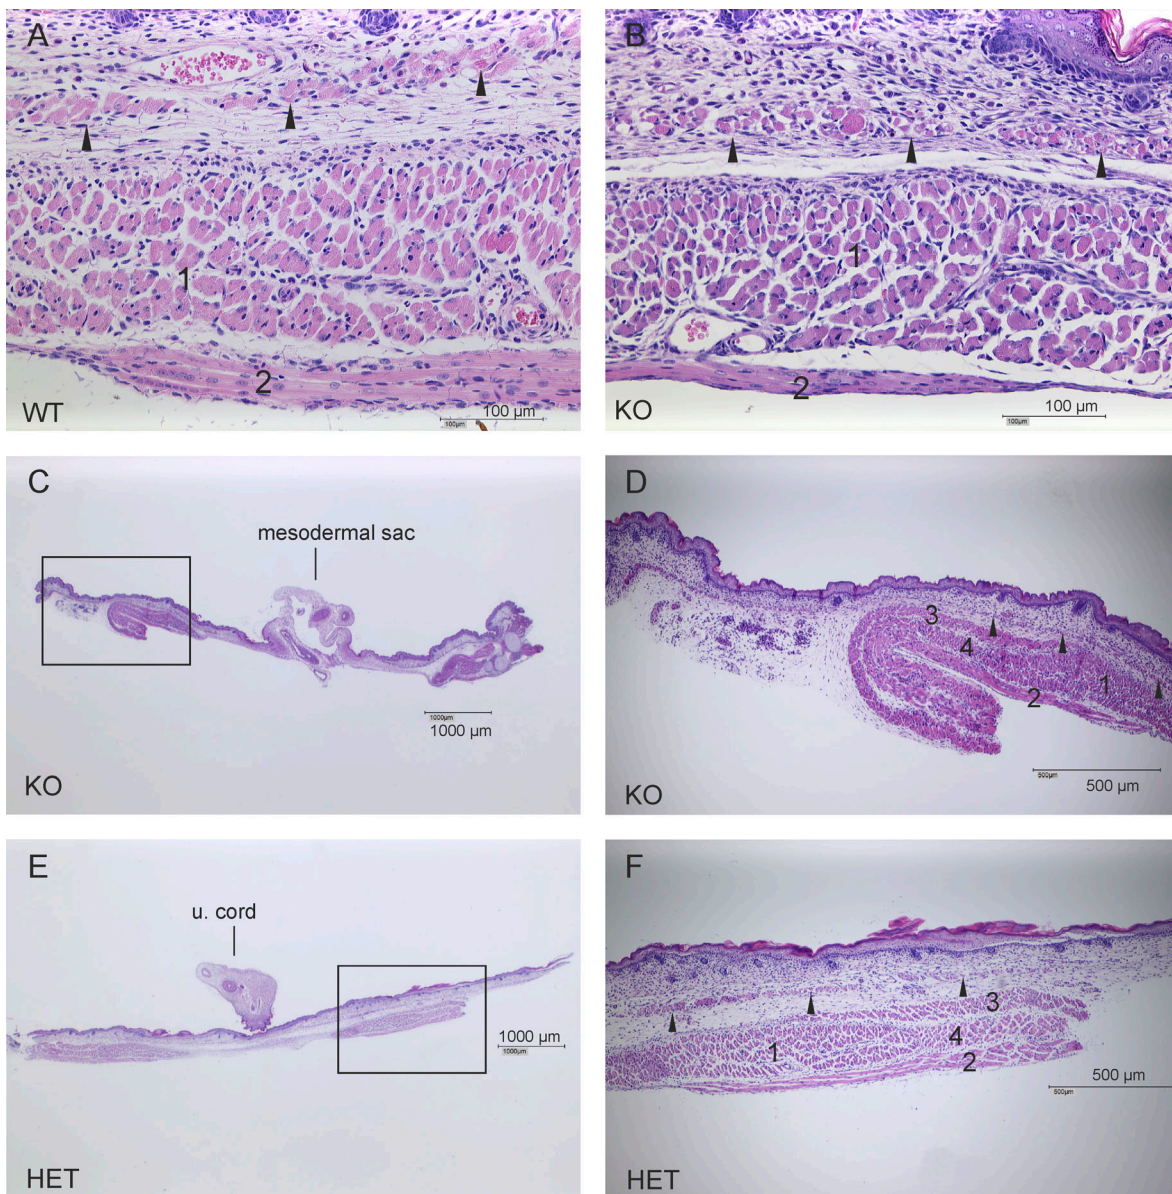 A
1
2
WT
100 µm
100µm
B
1
2
KO
100 µm
100µm
C
mesodermal sac
1000µm
1000 µm
KO
D
3
4
1
2
500µm
500 µm
KO
E
u. cord
1000 µm
1000µm
HET
F
3
4
1
2
500 µm
500µm
HET